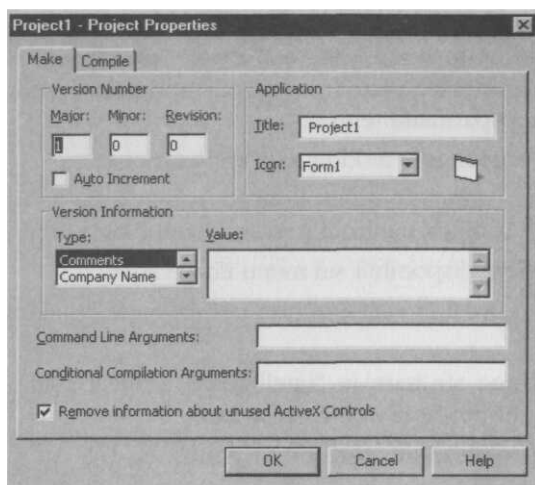 Project1 - Project Properties
Make Compile
Version Number
Major: Minor: Revision:
1 0 0
Auto Increment
Application
Title: Project1
Icon: Form1
Version Information
Type: Value:
Comments
Company Name
Command Line Arguments:
Conditional Compilation Arguments:
Remove information about unused ActiveX Controls
OK Cancel Help